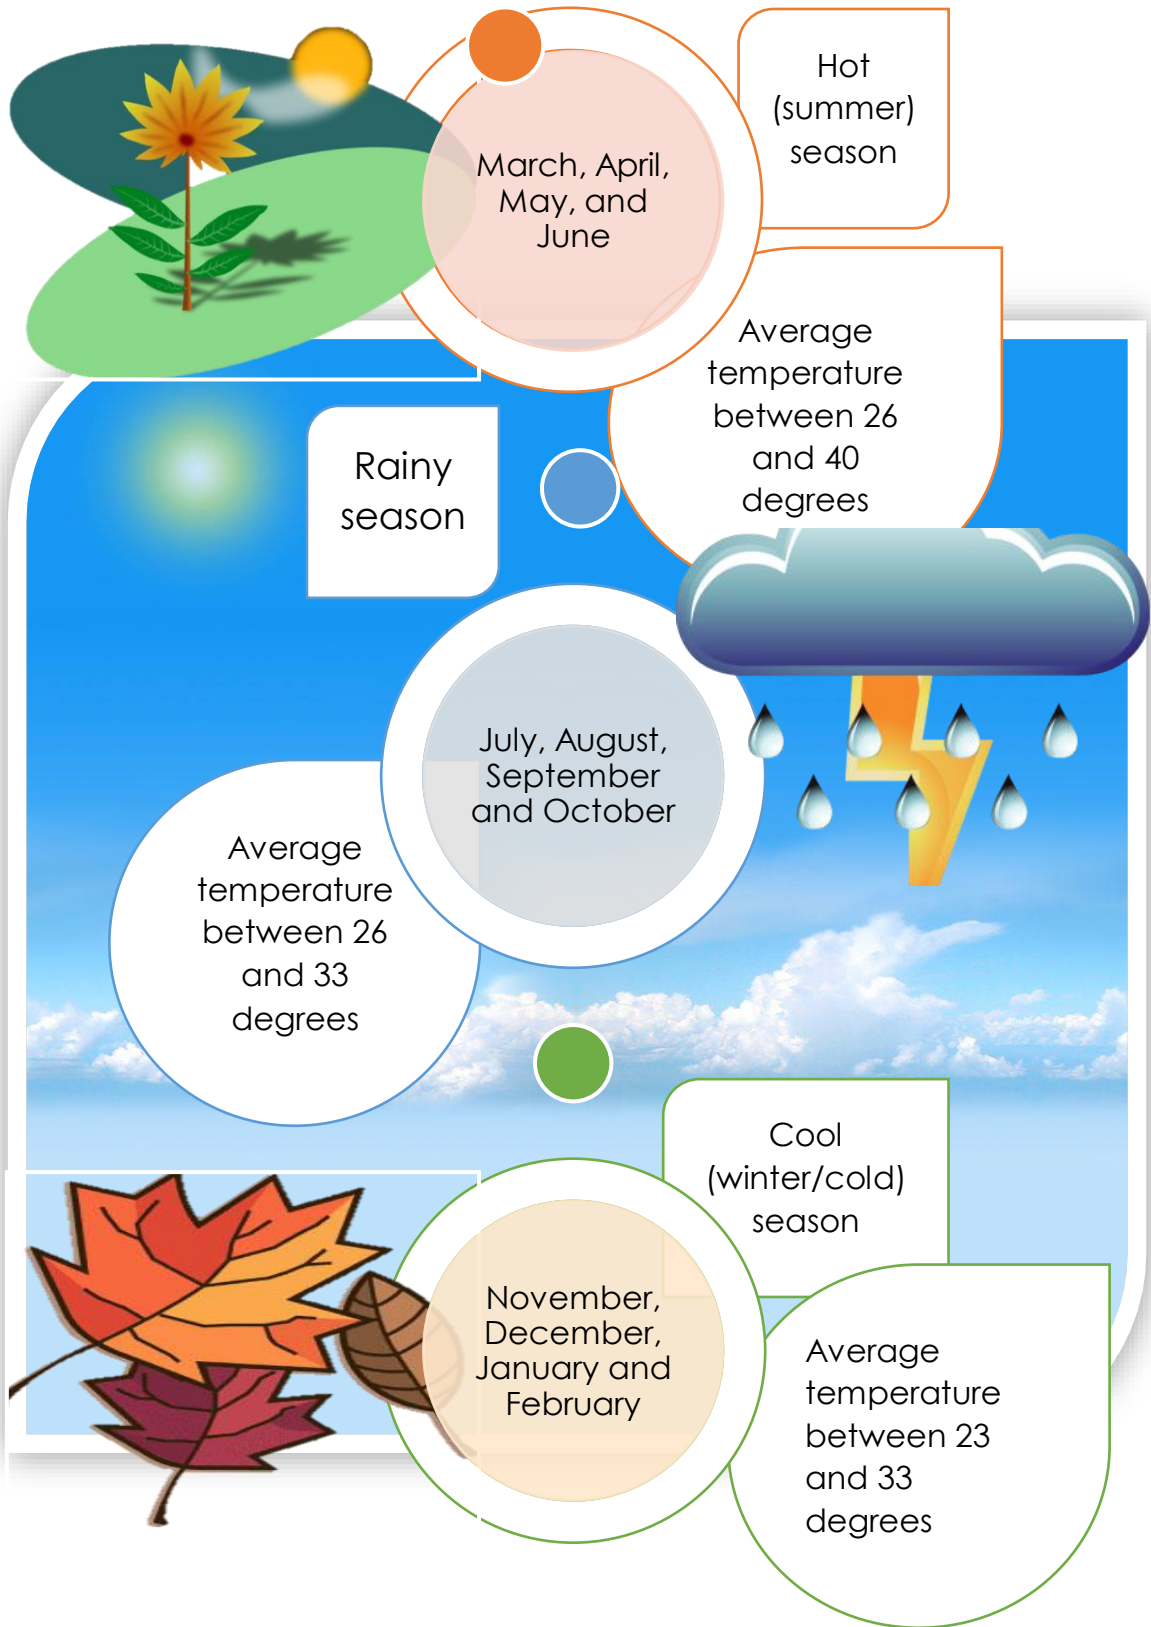 Hot
(summer)
season
March, April,
May, and
June
Average
temperature
between 26
and 40
degrees
Rainy
season
July, August,
September
and October
Average
temperature
between 26
and 33
degrees
Cool
(winter/cold)
season
November,
December,
January and
February
Average
temperature
between 23
and 33
degrees